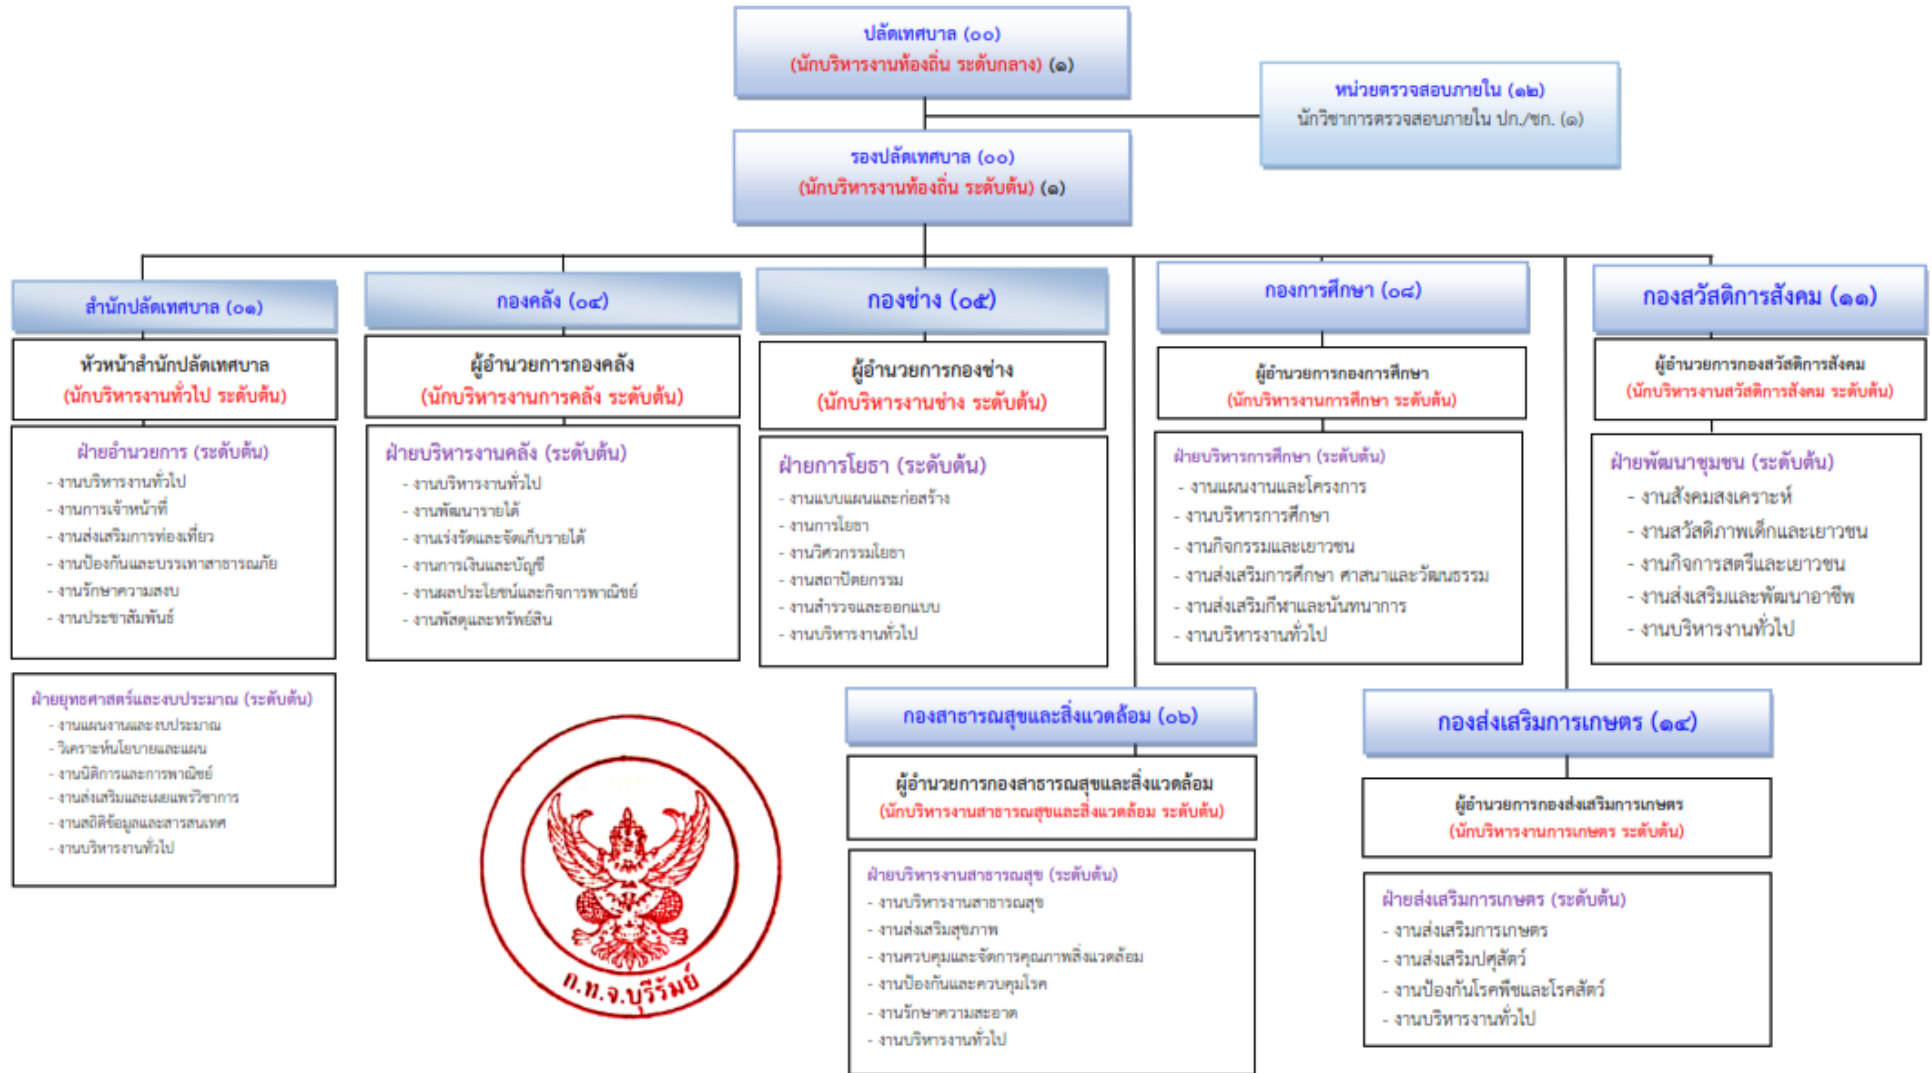 ปลัดเทศบาล (๐๐)
(นักบริหารงานท้องถิ่น ระดับกลาง) (๑)
หน่วยตรวจสอบภายใน (๑๒)
นักวิชาการตรวจสอบภายใน ปก./ชก. (๑)
รองปลัดเทศบาล (๐๐)
(นักบริหารงานท้องถิ่น ระดับต้น) (๑)
สำนักปลัดเทศบาล (๐๑)
หัวหน้าสำนักปลัดเทศบาล
(นักบริหารงานทั่วไป ระดับต้น)
ฝ่ายอำนวยการ (ระดับต้น)
- งานบริหารงานทั่วไป
- งานการเจ้าหน้าที่
- งานส่งเสริมการท่องเที่ยว
- งานป้องกันและบรรเทาสาธารณภัย
- งานรักษาความสงบ
- งานประชาสัมพันธ์
ฝ่ายยุทธศาสตร์และงบประมาณ (ระดับต้น)
- งานแผนงานและงบประมาณ
- วิเคราะห์นโยบายและแผน
- งานนิติการและการพาณิชย์
- งานส่งเสริมและเผยแพร่วิชาการ
- งานสถิติข้อมูลและสารสนเทศ
- งานบริหารงานทั่วไป
กองคลัง (๐๔)
ผู้อำนวยการกองคลัง
(นักบริหารงานการคลัง ระดับต้น)
ฝ่ายบริหารงานคลัง (ระดับต้น)
- งานบริหารงานทั่วไป
- งานพัฒนารายได้
- งานเร่งรัดและจัดเก็บรายได้
- งานการเงินและบัญชี
- งานผลประโยชน์และกิจการพาณิชย์
- งานพัสดุและทรัพย์สิน
กองช่าง (๐๕)
ผู้อำนวยการกองช่าง
(นักบริหารงานช่าง ระดับต้น)
ฝ่ายการโยธา (ระดับต้น)
- งานแบบแผนและก่อสร้าง
- งานการโยธา
- งานวิศวกรรมโยธา
- งานสถาปัตยกรรม
- งานสำรวจและออกแบบ
- งานบริหารงานทั่วไป
กองการศึกษา (๐๘)
ผู้อำนวยการกองการศึกษา
(นักบริหารงานการศึกษา ระดับต้น)
ฝ่ายบริหารการศึกษา (ระดับต้น)
- งานแผนงานและโครงการ
- งานบริหารการศึกษา
- งานกิจกรรมและเยาวชน
- งานส่งเสริมการศึกษา ศาสนาและวัฒนธรรม
- งานส่งเสริมกีฬาและนันทนาการ
- งานบริหารงานทั่วไป
กองสวัสดิการสังคม (๑๑)
ผู้อำนวยการกองสวัสดิการสังคม
(นักบริหารงานสวัสดิการสังคม ระดับต้น)
ฝ่ายพัฒนาชุมชน (ระดับต้น)
- งานสังคมสงเคราะห์
- งานสวัสดิภาพเด็กและเยาวชน
- งานกิจการสตรีและเยาวชน
- งานส่งเสริมและพัฒนาอาชีพ
- งานบริหารงานทั่วไป
กองสาธารณสุขและสิ่งแวดล้อม (๐๖)
ผู้อำนวยการกองสาธารณสุขและสิ่งแวดล้อม
(นักบริหารงานสาธารณสุขและสิ่งแวดล้อม ระดับต้น)
ฝ่ายบริหารงานสาธารณสุข (ระดับต้น)
- งานบริหารงานสาธารณสุข
- งานส่งเสริมสุขภาพ
- งานควบคุมและจัดการคุณภาพสิ่งแวดล้อม
- งานป้องกันและควบคุมโรค
- งานรักษาความสะอาด
- งานบริหารงานทั่วไป
กองส่งเสริมการเกษตร (๑๔)
ผู้อำนวยการกองส่งเสริมการเกษตร
(นักบริหารงานการเกษตร ระดับต้น)
ฝ่ายส่งเสริมการเกษตร (ระดับต้น)
- งานส่งเสริมการเกษตร
- งานส่งเสริมปศุสัตว์
- งานป้องกันโรคพืชและโรคสัตว์
- งานบริหารงานทั่วไป
ก.ท.จ.บุรีรัมย์